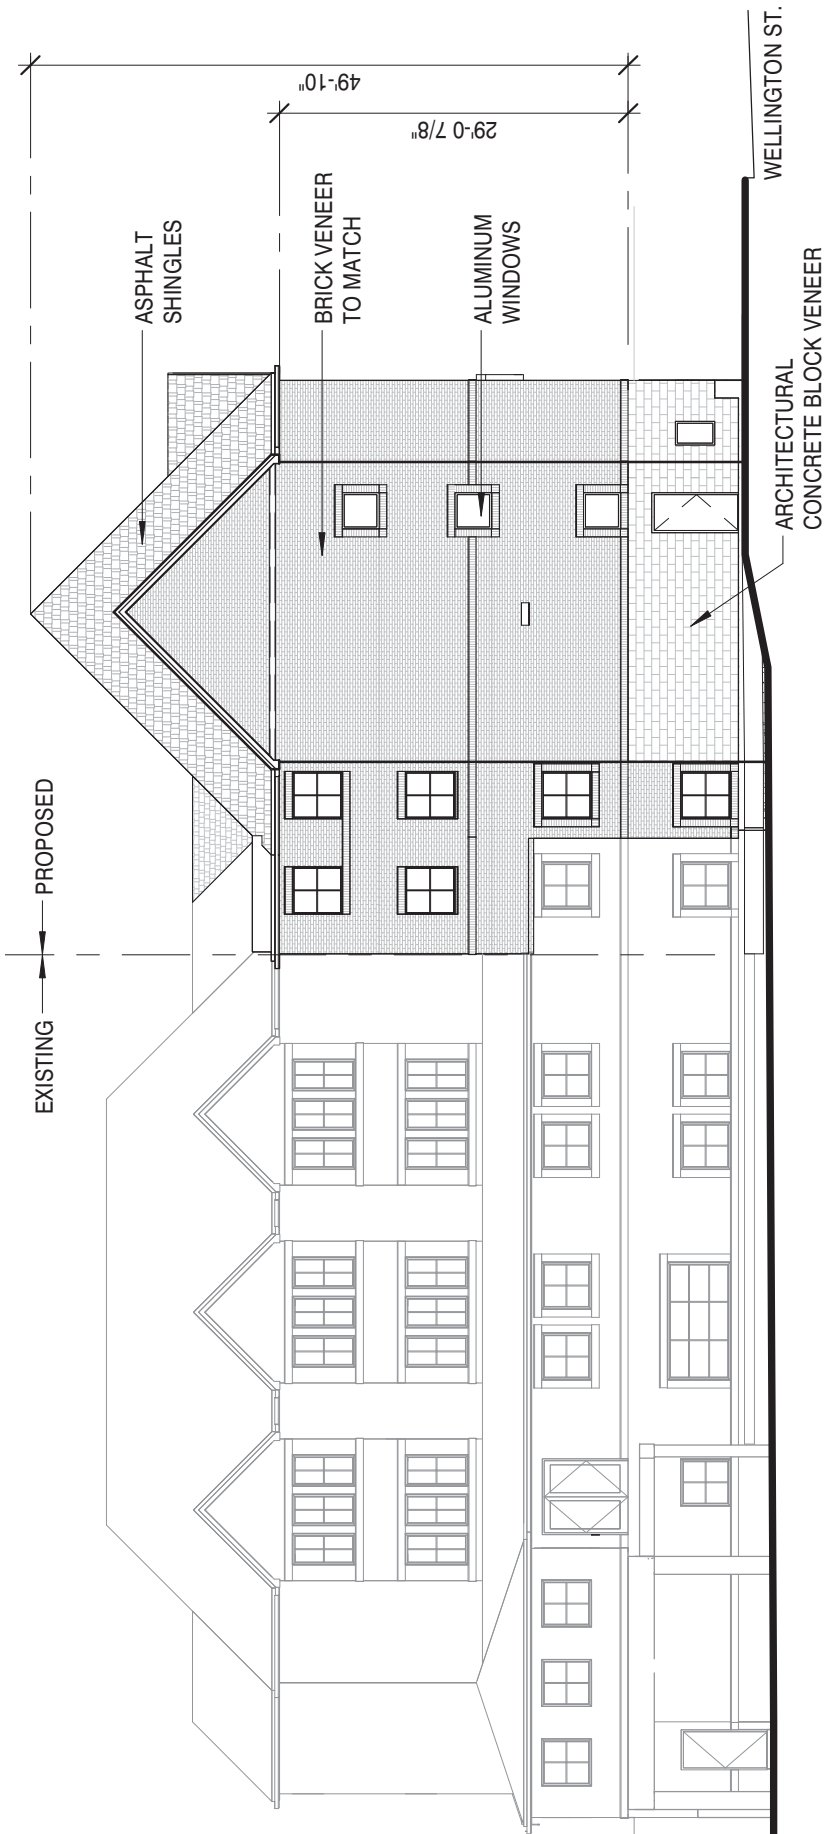 EXISTING
PROPOSED
ASPHALT
SHINGLES
BRICK VENEER
TO MATCH
ALUMINUM
WINDOWS
ARCHITECTURAL
CONCRETE BLOCK VENEER
49'-10"
29'-0 7/8"
WELLINGTON ST.